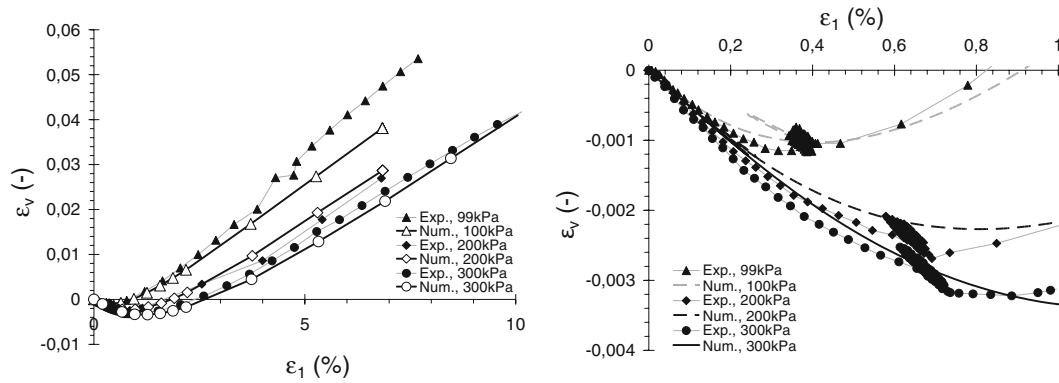 0,06
0,05
0,04
0,03
0,02
0,01
0
-0,01
εv (-)
0
5
10
ε1 (%)
Exp., 99kPa
Num., 100kPa
Exp., 200kPa
Num., 200kPa
Exp., 300kPa
Num., 300kPa
ε1 (%)
0
0,2
0,4
0,6
0,8
1
0
-0,001
-0,002
-0,003
-0,004
εv (-)
Exp., 99kPa
Num., 100kPa
Exp., 200kPa
Num., 200kPa
Exp., 300kPa
Num., 300kPa